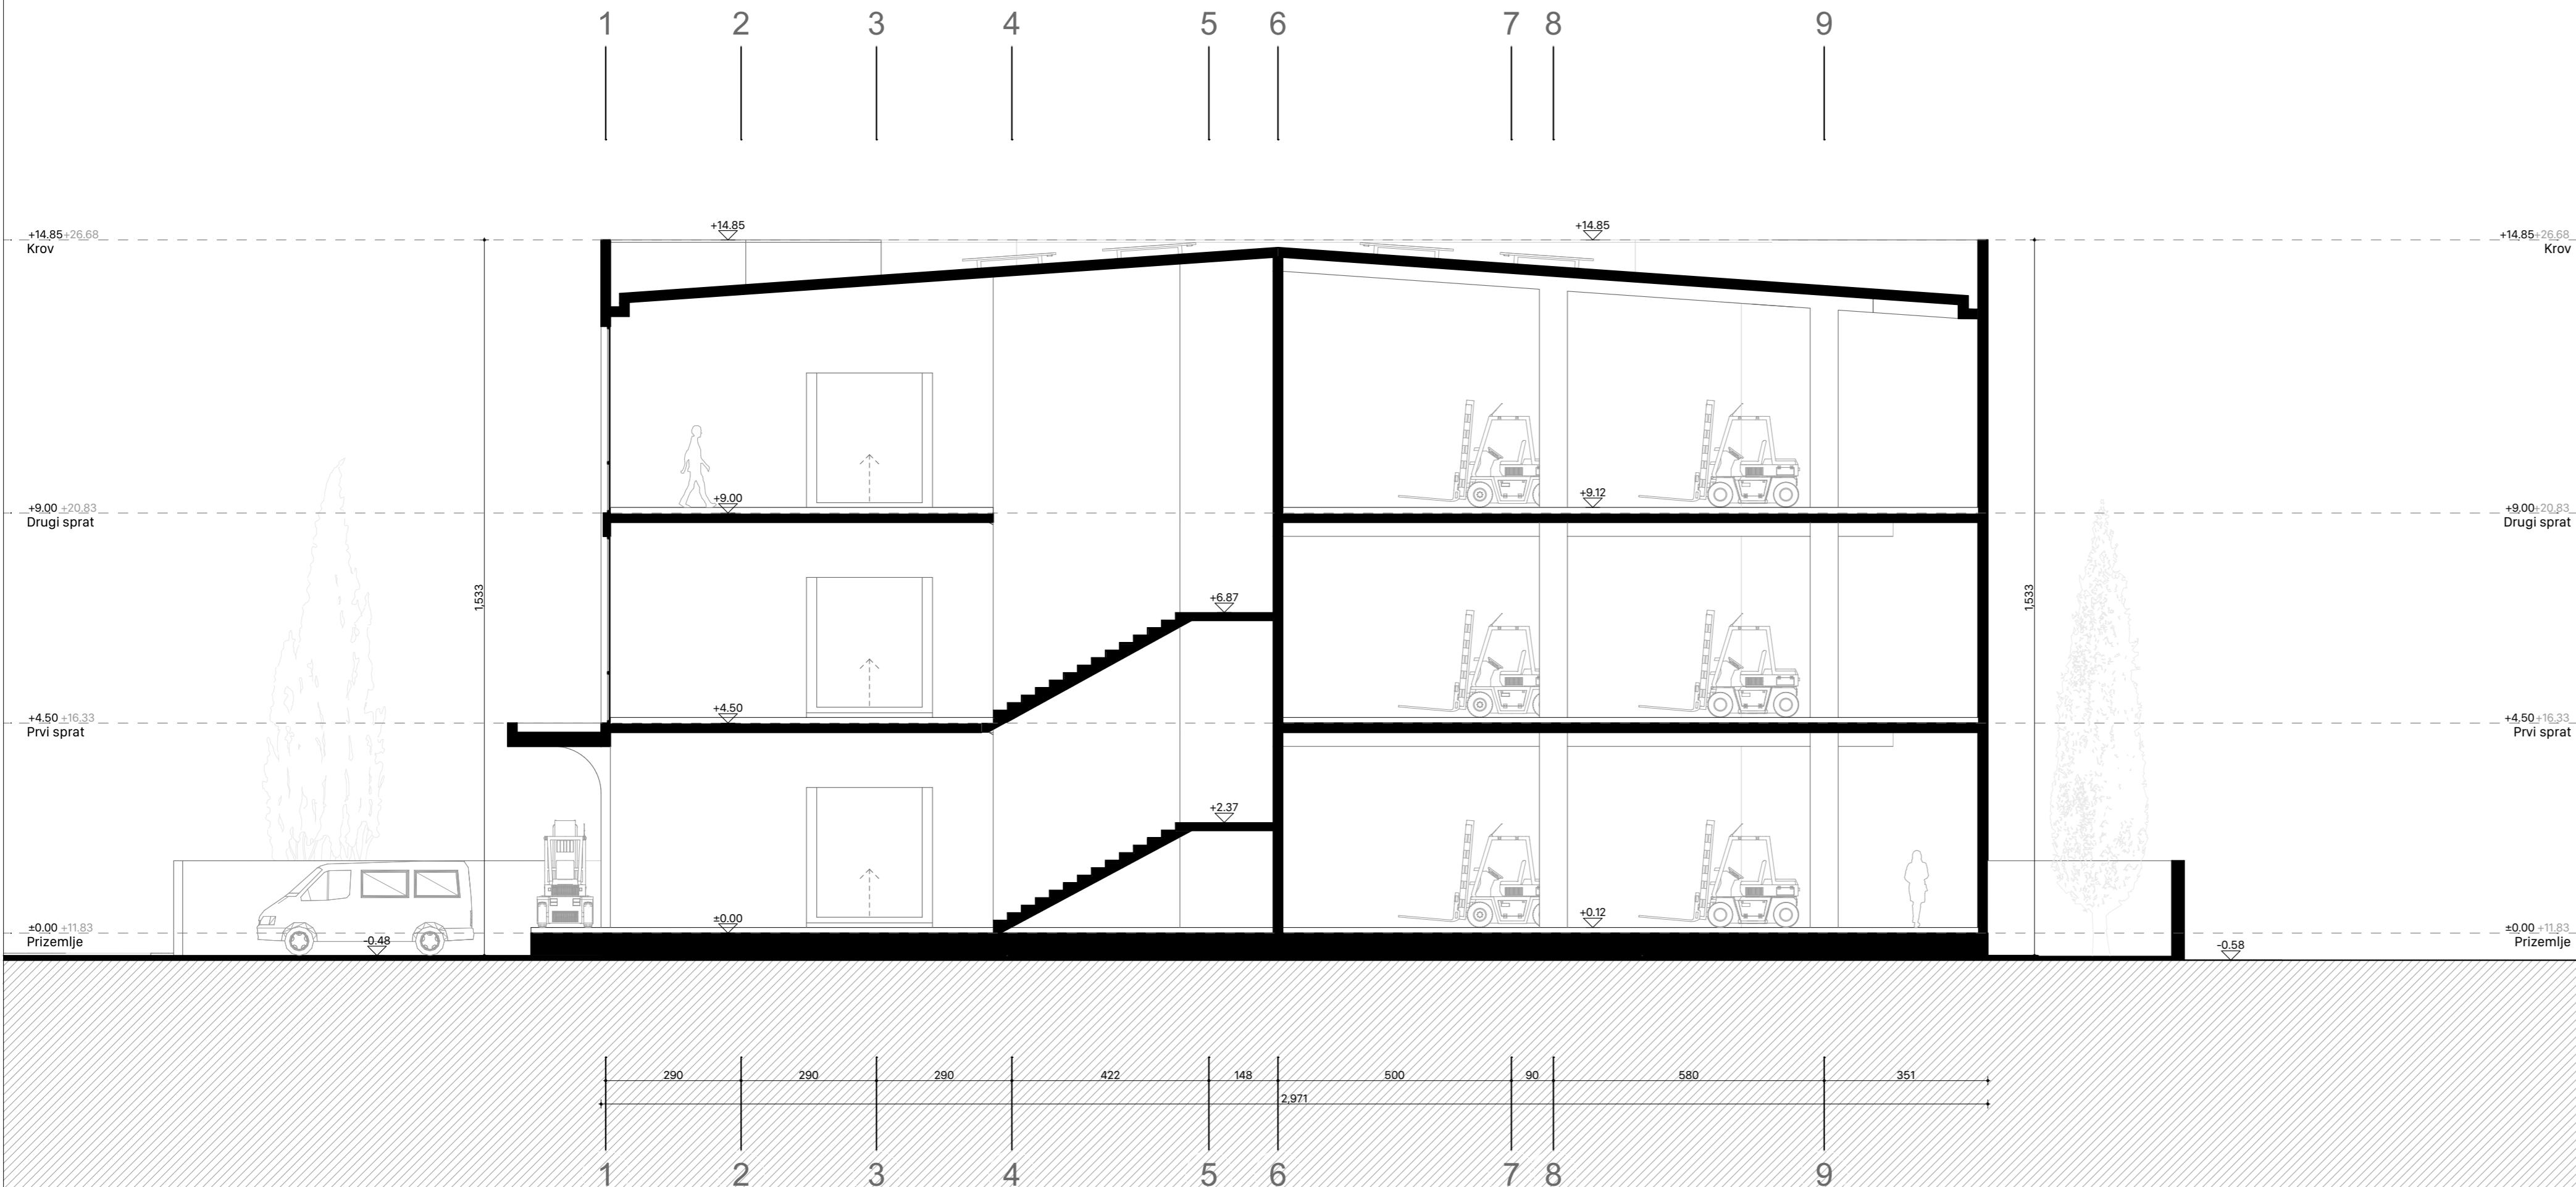 1 2 3 4 5 6 7 8 9
+14.85 +14.85
+14.85 +26.68 +14.85 +26.68
Krov Krov
+9.00 +9.12
+9.00 +20.83 +9.00 +20.83
Drugi sprat Drugi sprat
1,533 1,533
+6.87
+4.50
+4.50 +16.33 +4.50 +16.33
Prvi sprat Prvi sprat
+2.37
±0.00 +0.12
±0.00 +11.83 ±0.00 +11.83
Prizemlje Prizemlje
-0.48 -0.58
290 290 290 422 148 500 90 580 351
2,971
1 2 3 4 5 6 7 8 9